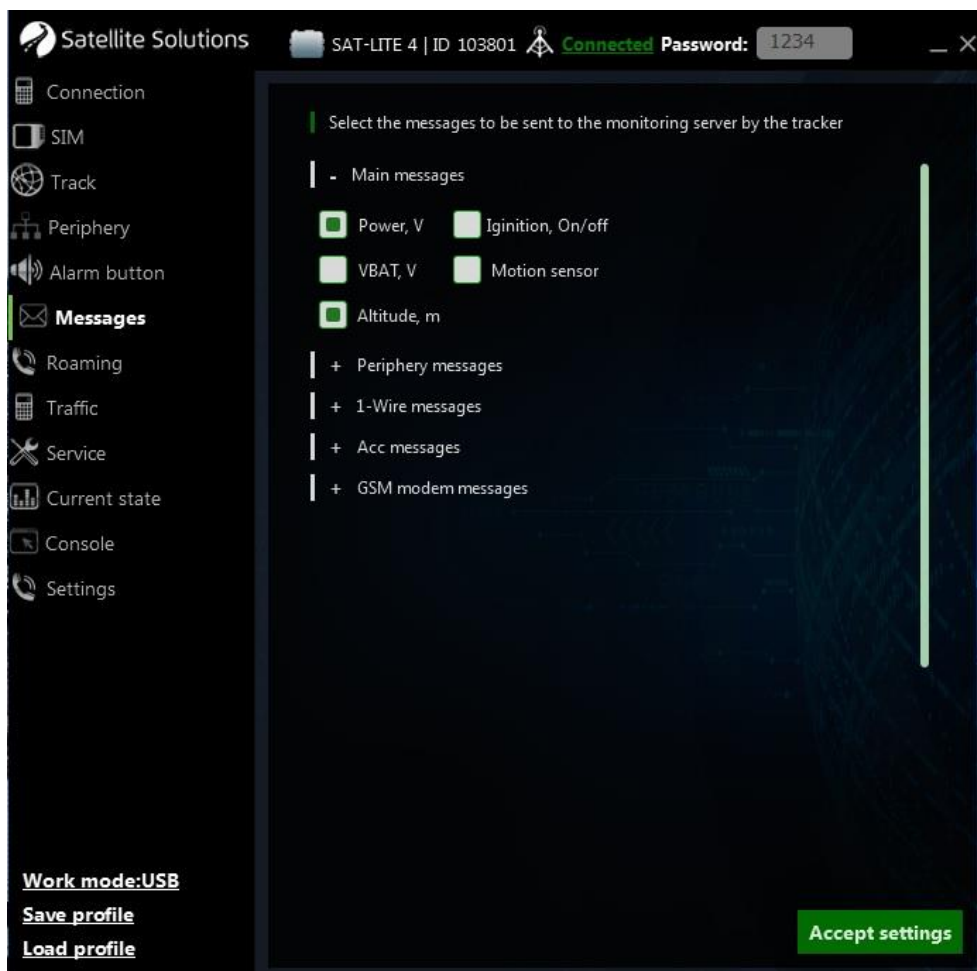 Satellite Solutions
SAT-LITE 4 | ID 103801 Connected Password: 1234
Connection
SIM
Track
Periphery
Alarm button
Messages
Roaming
Traffic
Service
Current state
Console
Settings
Work mode:USB
Save profile
Load profile
Select the messages to be sent to the monitoring server by the tracker
- Main messages
Power, V Iginition, On/off
VBAT, V Motion sensor
Altitude, m
+ Periphery messages
+ 1-Wire messages
+ Acc messages
+ GSM modem messages
Accept settings